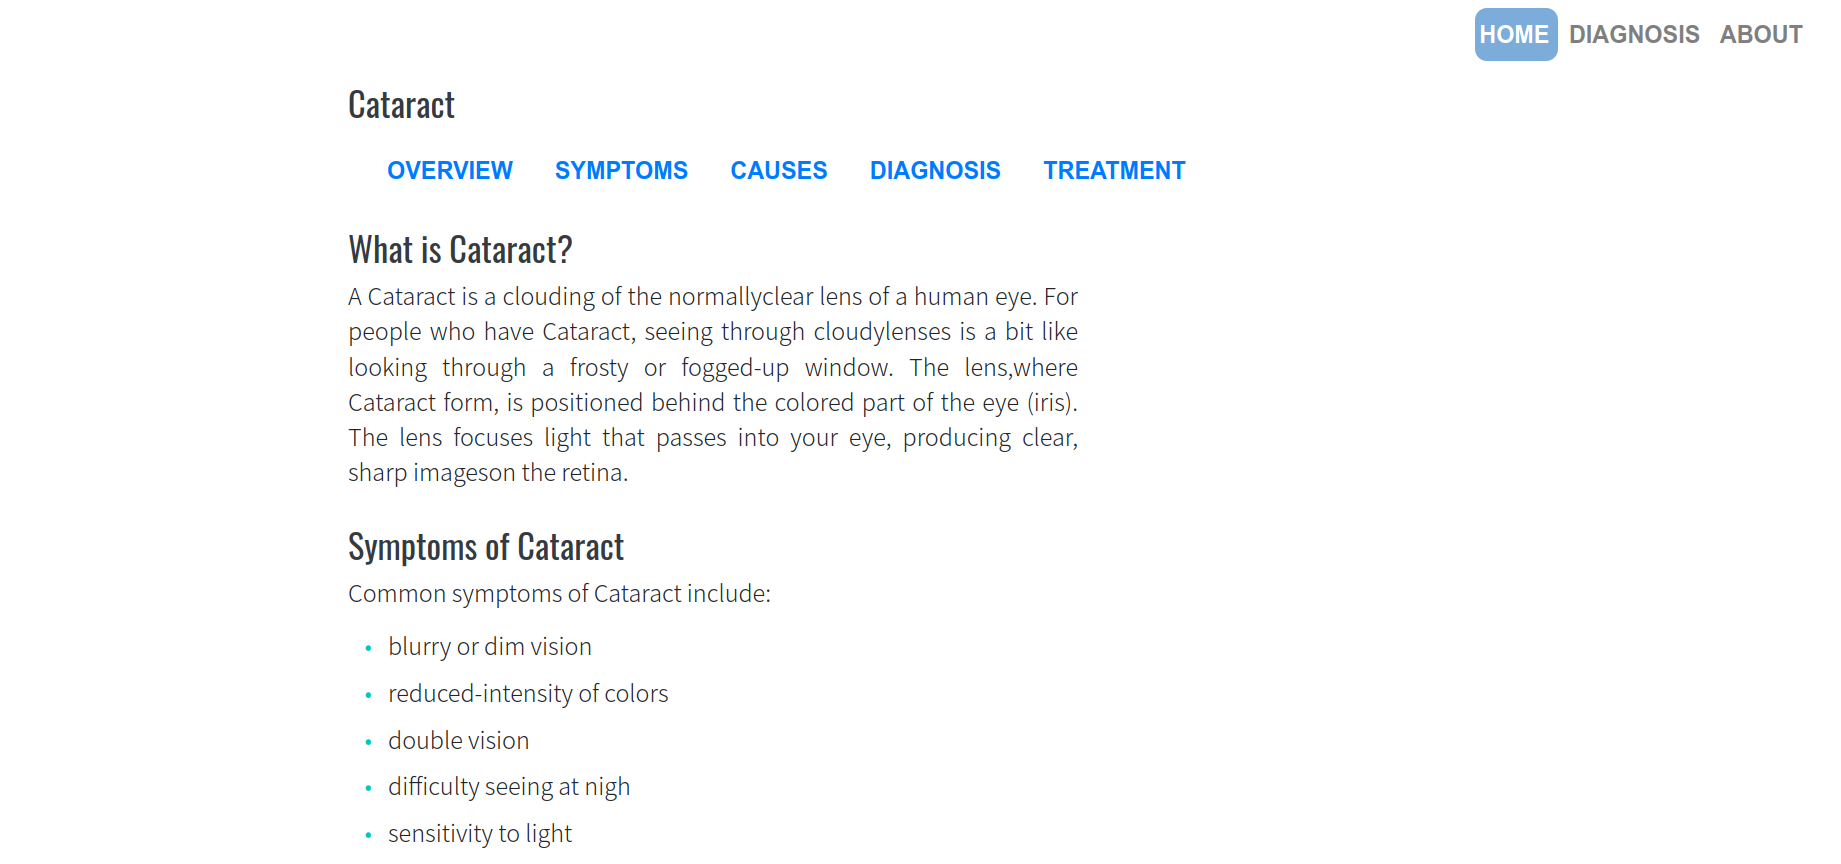 HOME DIAGNOSIS ABOUT
Cataract
OVERVIEW SYMPTOMS CAUSES DIAGNOSIS TREATMENT
What is Cataract?
A Cataract is a clouding of the normallyclear lens of a human eye. For
people who have Cataract, seeing through cloudylenses is a bit like
looking through a frosty or fogged-up window. The lens,where
Cataract form, is positioned behind the colored part of the eye (iris).
The lens focuses light that passes into your eye, producing clear,
sharp imageson the retina.
Symptoms of Cataract
Common symptoms of Cataract include:
• blurry or dim vision
• reduced-intensity of colors
• double vision
• difficulty seeing at nigh
• sensitivity to light